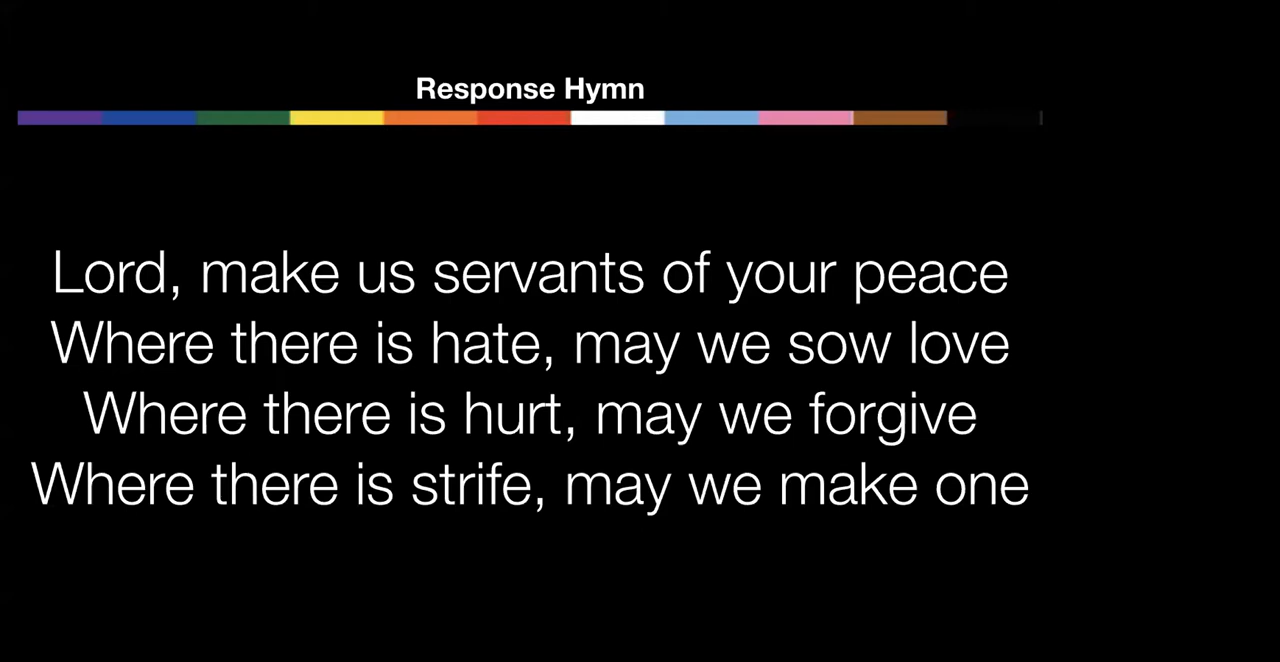 Response Hymn
Lord, make us servants of your peace
Where there is hate, may we sow love
Where there is hurt, may we forgive
Where there is strife, may we make one